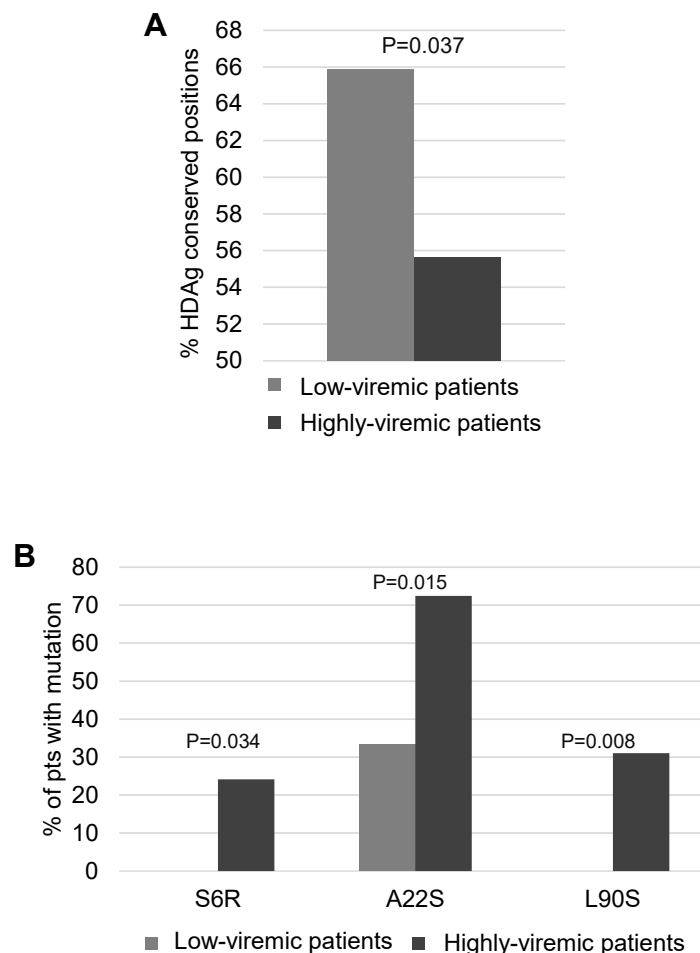 A
% HDAg conserved positions
68
66
64
62
60
58
56
54
52
50
P=0.037
Low-viremic patients
Highly-viremic patients
B
% of pts with mutation
80
70
60
50
40
30
20
10
0
P=0.034
P=0.015
P=0.008
S6R A22S L90S
Low-viremic patients Highly-viremic patients